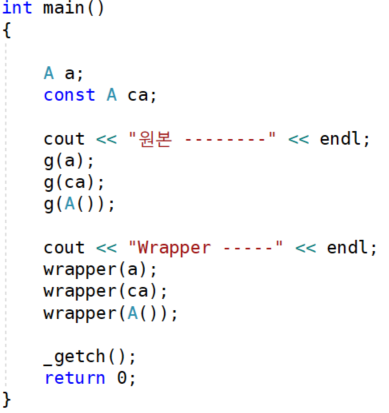 int main()
{
A a;
const A ca;
cout << "원본 --------" << endl;
g(a);
g(ca);
g(A());
cout << "Wrapper -----" << endl;
wrapper(a);
wrapper(ca);
wrapper(A());
_getch();
return 0;
}